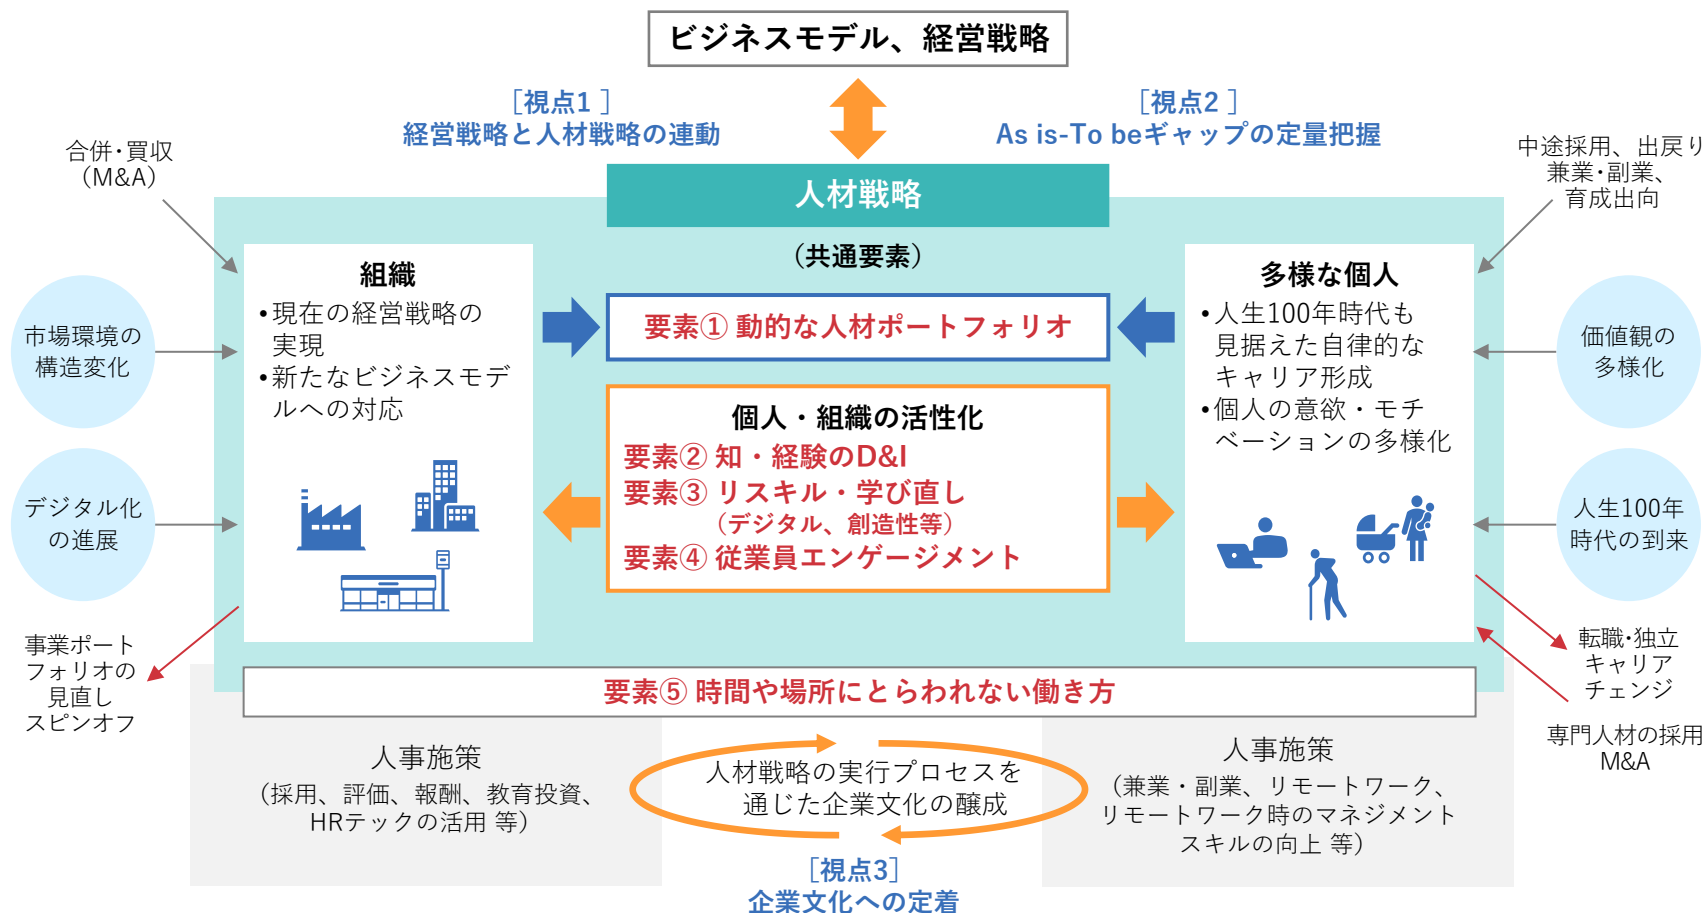 ビジネスモデル、経営戦略
［視点1 ］
経営戦略と人材戦略の連動
［視点2 ］
As is-To beギャップの定量把握
合併･買収
（M&A）
中途採用、出戻り
兼業･副業、
育成出向
人材戦略
（共通要素）
組織
•現在の経営戦略の
実現
•新たなビジネスモデ
ルへの対応
要素① 動的な人材ポートフォリオ
個人・組織の活性化
要素② 知・経験のD&I
要素③ リスキル・学び直し
（デジタル、創造性等）
要素④ 従業員エンゲージメント
多様な個人
•人生100年時代も
見据えた自律的な
キャリア形成
•個人の意欲・モチ
ベーションの多様化
市場環境の
構造変化
デジタル化
の進展
価値観の
多様化
人生100年
時代の到来
事業ポート
フォリオの
見直し
スピンオフ
転職･独立
キャリア
チェンジ
専門人材の採用
M&A
要素⑤ 時間や場所にとらわれない働き方
人事施策
（採用、評価、報酬、教育投資、
HRテックの活用 等）
人材戦略の実行プロセスを
通じた企業文化の醸成
人事施策
（兼業・副業、リモートワーク、
リモートワーク時のマネジメント
スキルの向上 等）
［視点3］
企業文化への定着